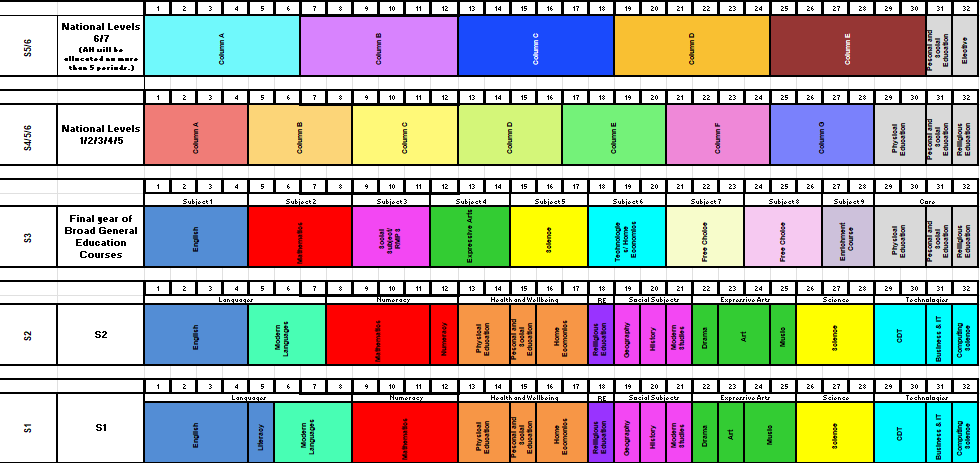 1 2 3 4 5 6 7 8 9 10 11 12 13 14 15 16 17 18 19 20 21 22 23 24 25 26 27 28 29 30 31 32
S5/6
National Levels
6/7
(AH will be
allocated no more
than 5 periods.)
Column A
Column B
Column C
Column D
Column E
Pesonal and
Social
Education
Elective
1 2 3 4 5 6 7 8 9 10 11 12 13 14 15 16 17 18 19 20 21 22 23 24 25 26 27 28 29 30 31 32
S4/5/6
National Levels
1/2/3/4/5
Column A
Column B
Column C
Column D
Column E
Column F
Column G
Physical
Education
Pesonal and
Social
Education
Reiligious
Education
1 2 3 4 5 6 7 8 9 10 11 12 13 14 15 16 17 18 19 20 21 22 23 24 25 26 27 28 29 30 31 32
Subject 1 Subject 2 Subject 3 Subject 4 Subject 5 Subject 6 Subject 7 Subject 8 Subject 9 Core
S3
Final year of
Broad General
Education
Courses
English
Mathematics
Social
Subject/
RMPS
Expressive Arts
Science
Technologie
s/ Home
Economics
Free Choice
Free Choice
Enrichment
Course
Physical
Education
Pesonal and
Social
Education
Reiligious
Education
1 2 3 4 5 6 7 8 9 10 11 12 13 14 15 16 17 18 19 20 21 22 23 24 25 26 27 28 29 30 31 32
Languages Numeracy Health and Wellbeing RE Social Subjects Expressive Arts Science Technologies
S2
S2
English
Modern
Languages
Mathematics
Numeracy
Physical
Education
Pesonal and
Social
Education
Home
Ecomonics
Reiligious
Education
Geography
History
Modern
Studies
Drama
Art
Music
Science
CDT
Business & IT
Computing
Science
1 2 3 4 5 6 7 8 9 10 11 12 13 14 15 16 17 18 19 20 21 22 23 24 25 26 27 28 29 30 31 32
Languages Numeracy Health and Wellbeing RE Social Subjects Expressive Arts Science Technologies
S1
S1
English
Literacy
Modern
Languages
Mathematics
Physical
Education
Pesonal and
Social
Education
Home
Ecomonics
Reiligious
Education
Geography
History
Modern
Studies
Drama
Art
Music
Science
CDT
Business & IT
Computing
Science